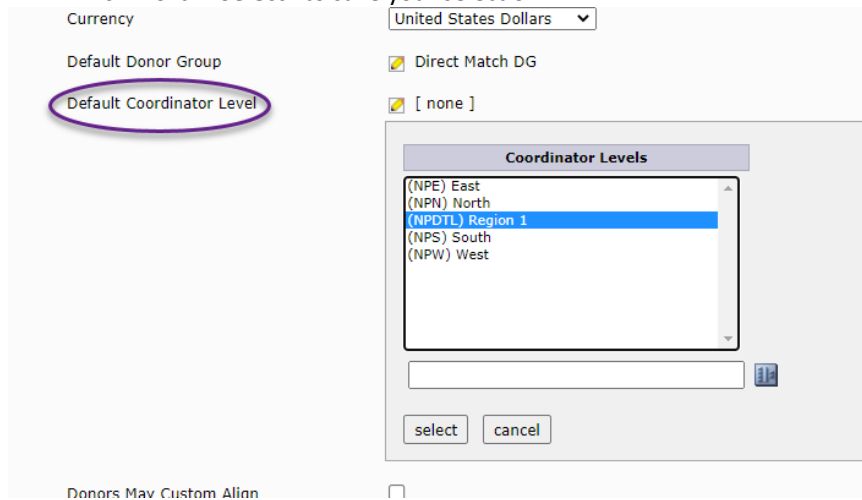 Currency United States Dollars
Default Donor Group Direct Match DG
Default Coordinator Level [ none ]
Coordinator Levels
(NPE) East
(NPN) North
(NPDTL) Region 1
(NPS) South
(NPW) West
select cancel
Donors May Custom Align